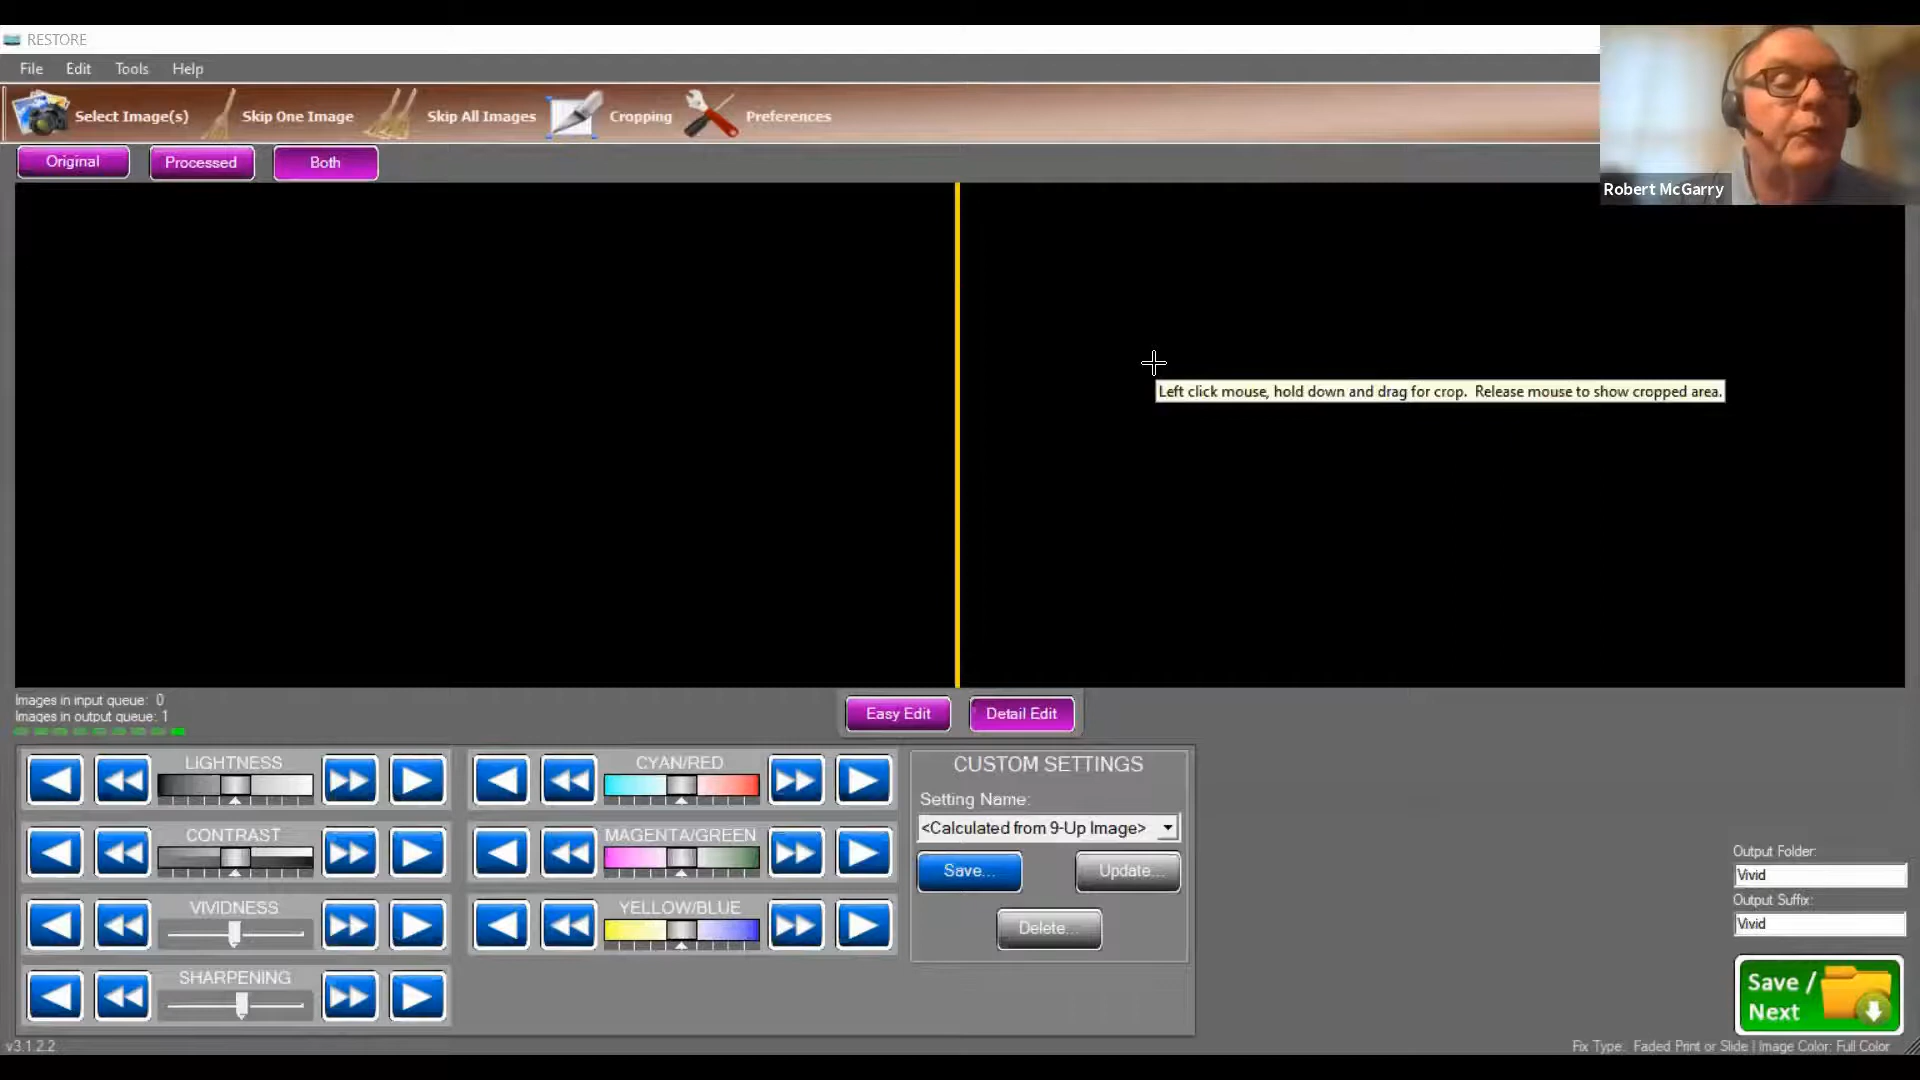 RESTORE
File Edit Tools Help
Select Image(s) Skip One Image Skip All Images Cropping Preferences
Original Processed Both
Robert McGarry
Left click mouse, hold down and drag for crop. Release mouse to show cropped area.
Images in input queue: 0
Images in output queue: 1
Easy Edit Detail Edit
LIGHTNESS
CONTRAST
VIVIDNESS
SHARPENING
CYAN/RED
MAGENTA/GREEN
YELLOW/BLUE
CUSTOM SETTINGS
Setting Name:
<Calculated from 9-Up Image>
Save... Update...
Delete...
Output Folder:
Vivid
Output Suffix:
Vivid
Save /
Next
v3.1.2.2
Fix Type: Faded Print or Slide | Image Color: Full Color